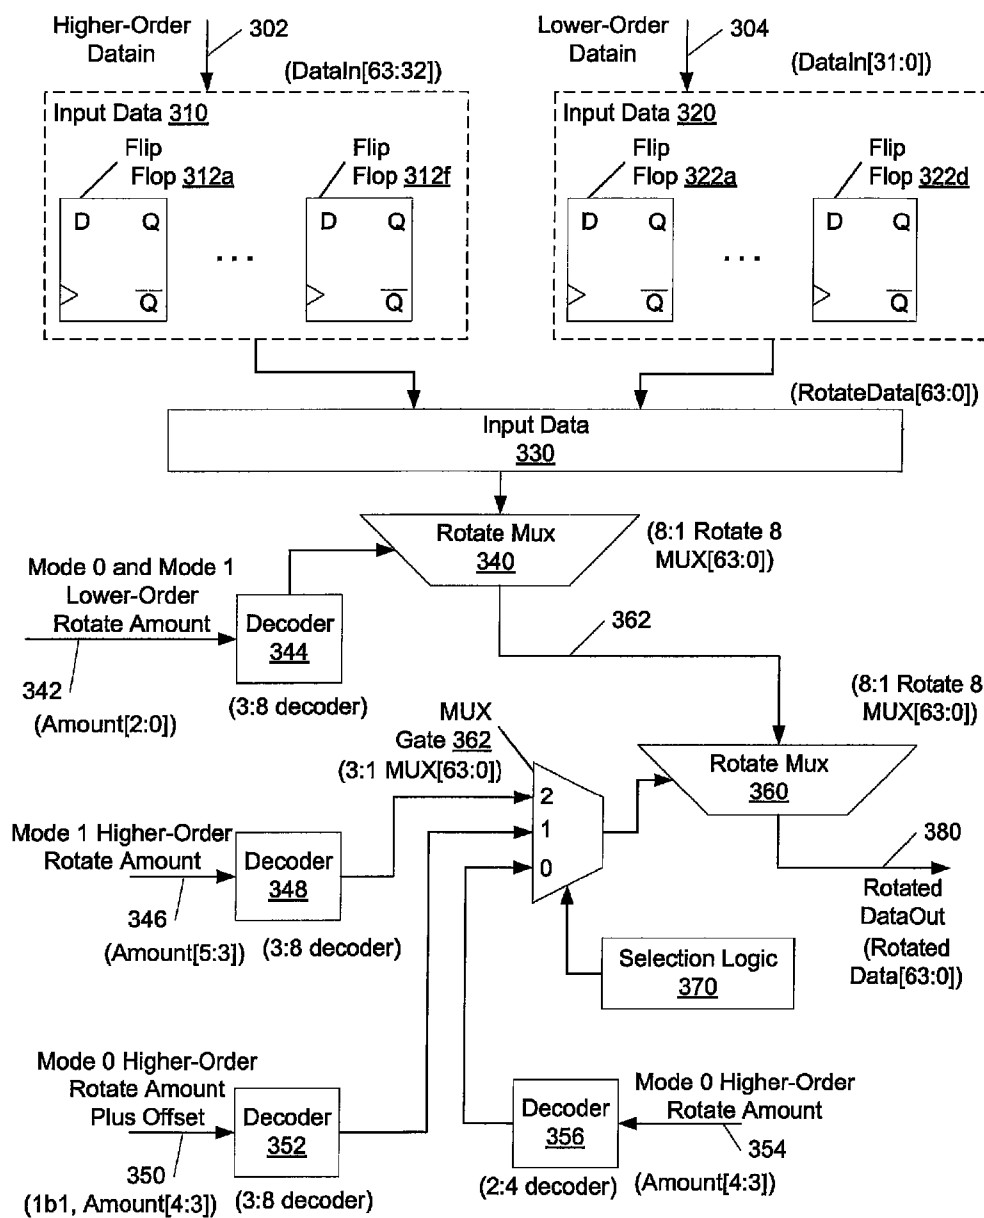 Higher-Order
Datain
302
(DataIn[63:32])
Lower-Order
Datain
304
(DataIn[31:0])
Input Data 310
Flip
Flop 312a
D Q
Q
. . .
Flip
Flop 312f
D Q
Q
Input Data 320
Flip
Flop 322a
D Q
Q
. . .
Flip
Flop 322d
D Q
Q
(RotateData[63:0])
Input Data
330
Rotate Mux
340
(8:1 Rotate 8
MUX[63:0])
Mode 0 and Mode 1
Lower-Order
Rotate Amount
342
(Amount[2:0])
Decoder
344
(3:8 decoder)
362
(8:1 Rotate 8
MUX[63:0])
MUX
Gate 362
(3:1 MUX[63:0])
2
1
0
Rotate Mux
360
380
Rotated
DataOut
(Rotated
Data[63:0])
Mode 1 Higher-Order
Rotate Amount
346
(Amount[5:3])
Decoder
348
(3:8 decoder)
Selection Logic
370
Mode 0 Higher-Order
Rotate Amount
Plus Offset
350
(1b1, Amount[4:3])
Decoder
352
(3:8 decoder)
Decoder
356
(2:4 decoder)
Mode 0 Higher-Order
Rotate Amount
354
(Amount[4:3])